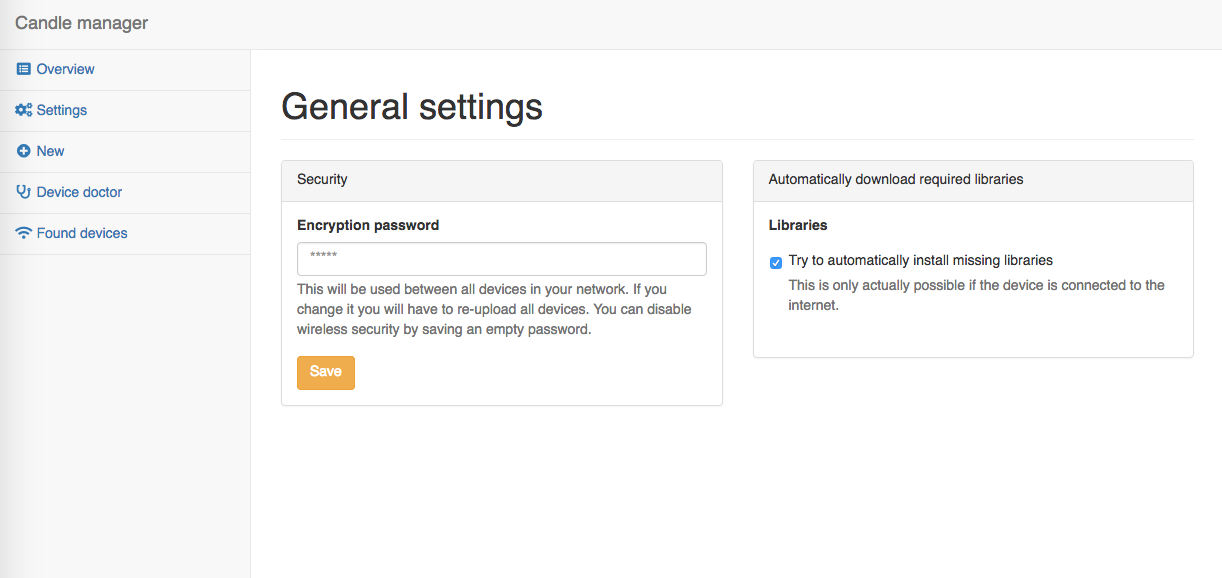 Candle manager
Overview
Settings
New
Device doctor
Found devices
General settings
Security
Encryption password
*****
This will be used between all devices in your network. If you
change it you will have to re-upload all devices. You can disable
wireless security by saving an empty password.
Save
Automatically download required libraries
Libraries
Try to automatically install missing libraries
This is only actually possible if the device is connected to the
internet.